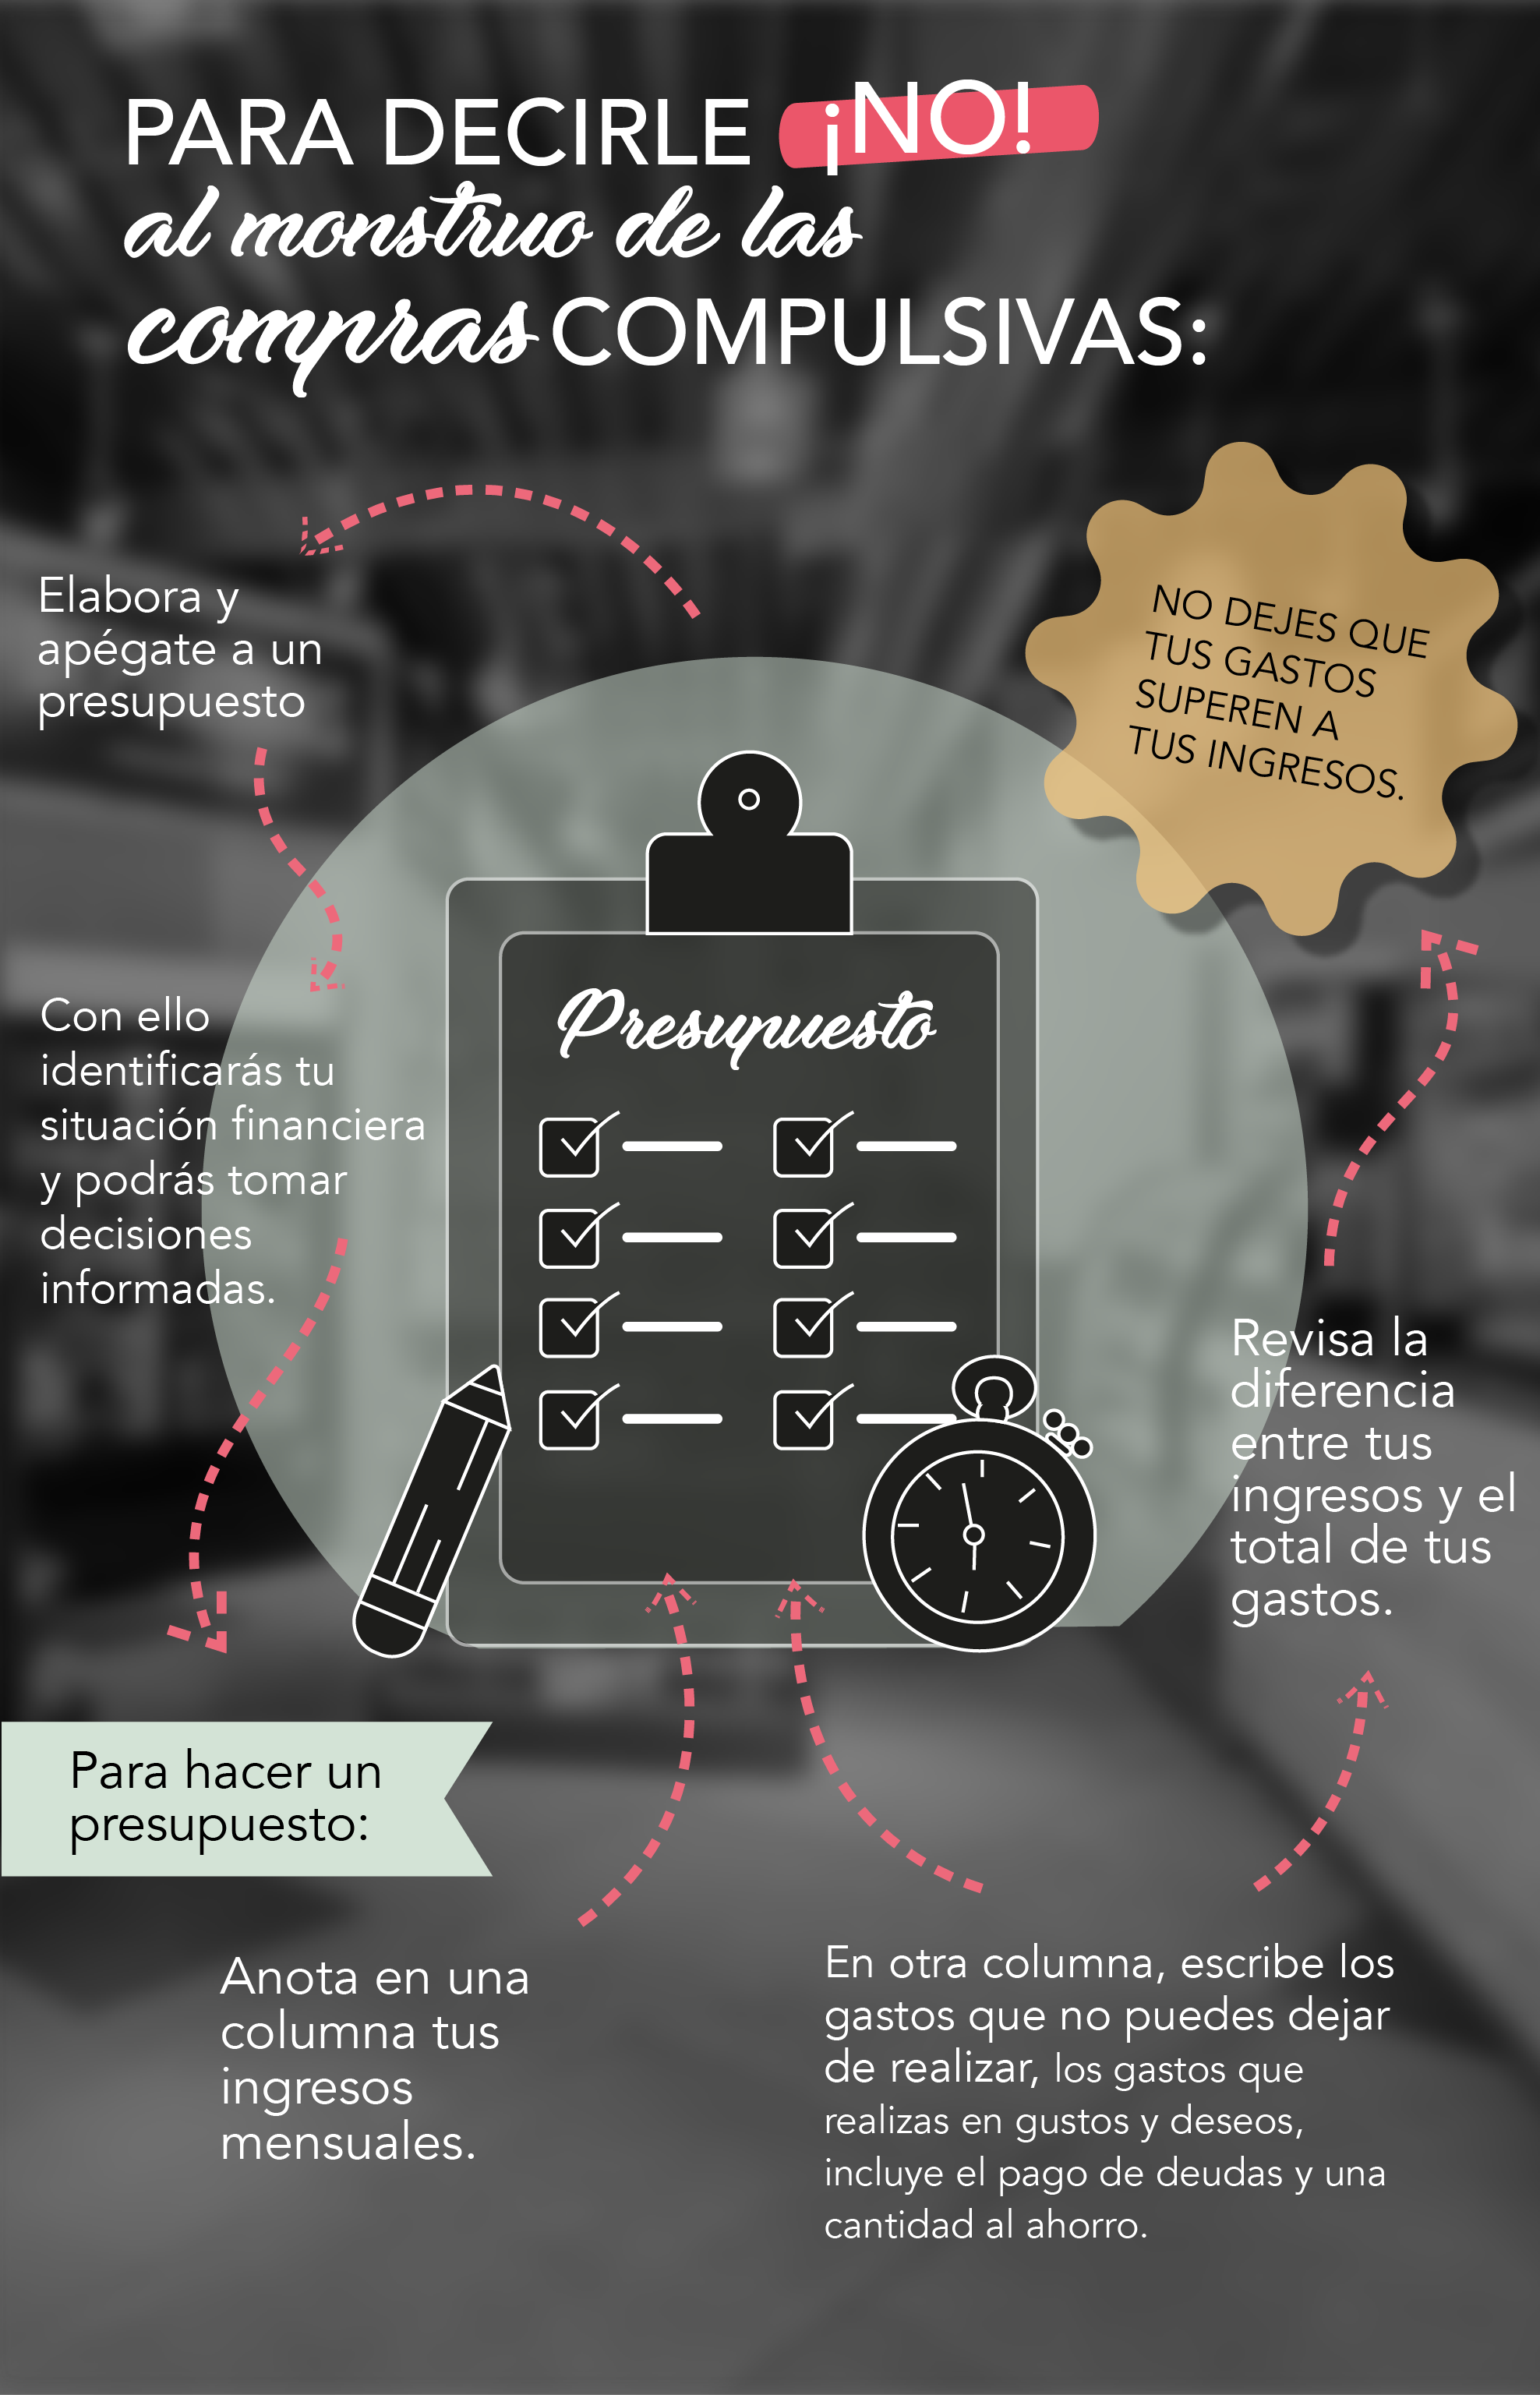 PARA DECIRLE ¡NO!
al monstruo de las
compras COMPULSIVAS:
Elabora y
apégate a un
presupuesto
Con ello
identificarás tu
situación financiera
y podrás tomar
decisiones
informadas.
Presupuesto
Para hacer un
presupuesto:
Anota en una
columna tus
ingresos
mensuales.
En otra columna, escribe los
gastos que no puedes dejar
de realizar, los gastos que
realizas en gustos y deseos,
incluye el pago de deudas y una
cantidad al ahorro.
Revisa la
diferencia
entre tus
ingresos y el
total de tus
gastos.
NO DEJES QUE
TUS GASTOS
SUPEREN A
TUS INGRESOS.